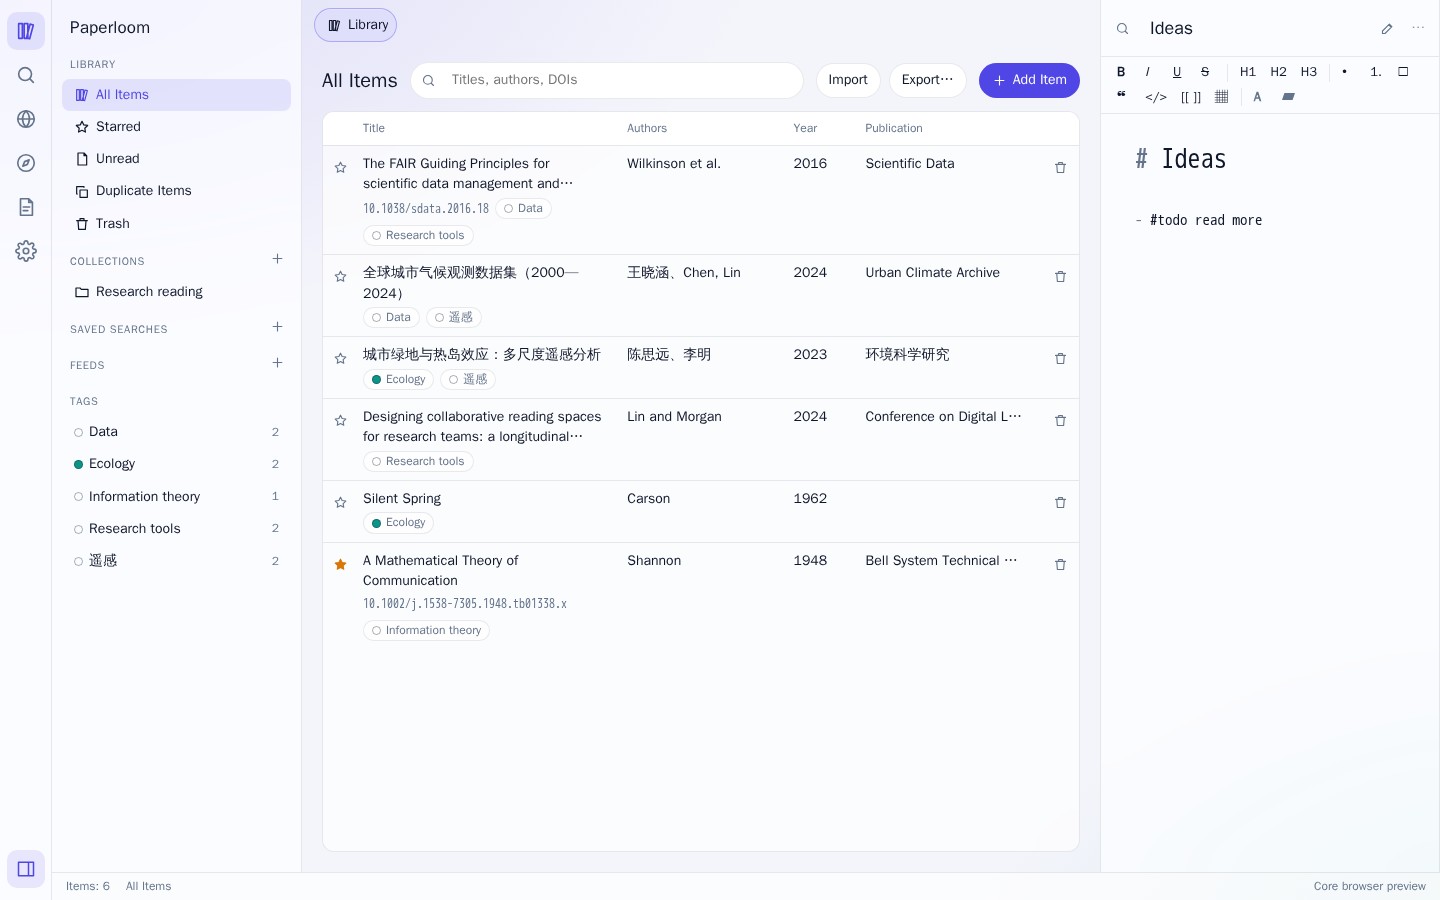 Paperloom
LIBRARY
All Items
Starred
Unread
Duplicate Items
Trash
COLLECTIONS
Research reading
SAVED SEARCHES
FEEDS
TAGS
Data 2
Ecology 2
Information theory 1
Research tools 2
遥感 2
Library
All Items
Titles, authors, DOIs
Import
Export⋯
+ Add Item
Title Authors Year Publication
The FAIR Guiding Principles for Wilkinson et al. 2016 Scientific Data
scientific data management and⋯
10.1038/sdata.2016.18 Data
Research tools
全球城市气候观测数据集（2000— 王晓涵、Chen, Lin 2024 Urban Climate Archive
2024）
Data 遥感
城市绿地与热岛效应：多尺度遥感分析 陈思远、李明 2023 环境科学研究
Ecology 遥感
Designing collaborative reading spaces Lin and Morgan 2024 Conference on Digital L⋯
for research teams: a longitudinal⋯
Research tools
Silent Spring Carson 1962
Ecology
A Mathematical Theory of Shannon 1948 Bell System Technical ⋯
Communication
10.1002/j.1538-7305.1948.tb01338.x
Information theory
Ideas
B I U S H1 H2 H3 • 1. ☐
❝ </> [[ ]] A
# Ideas
- #todo read more
Items: 6 All Items
Core browser preview